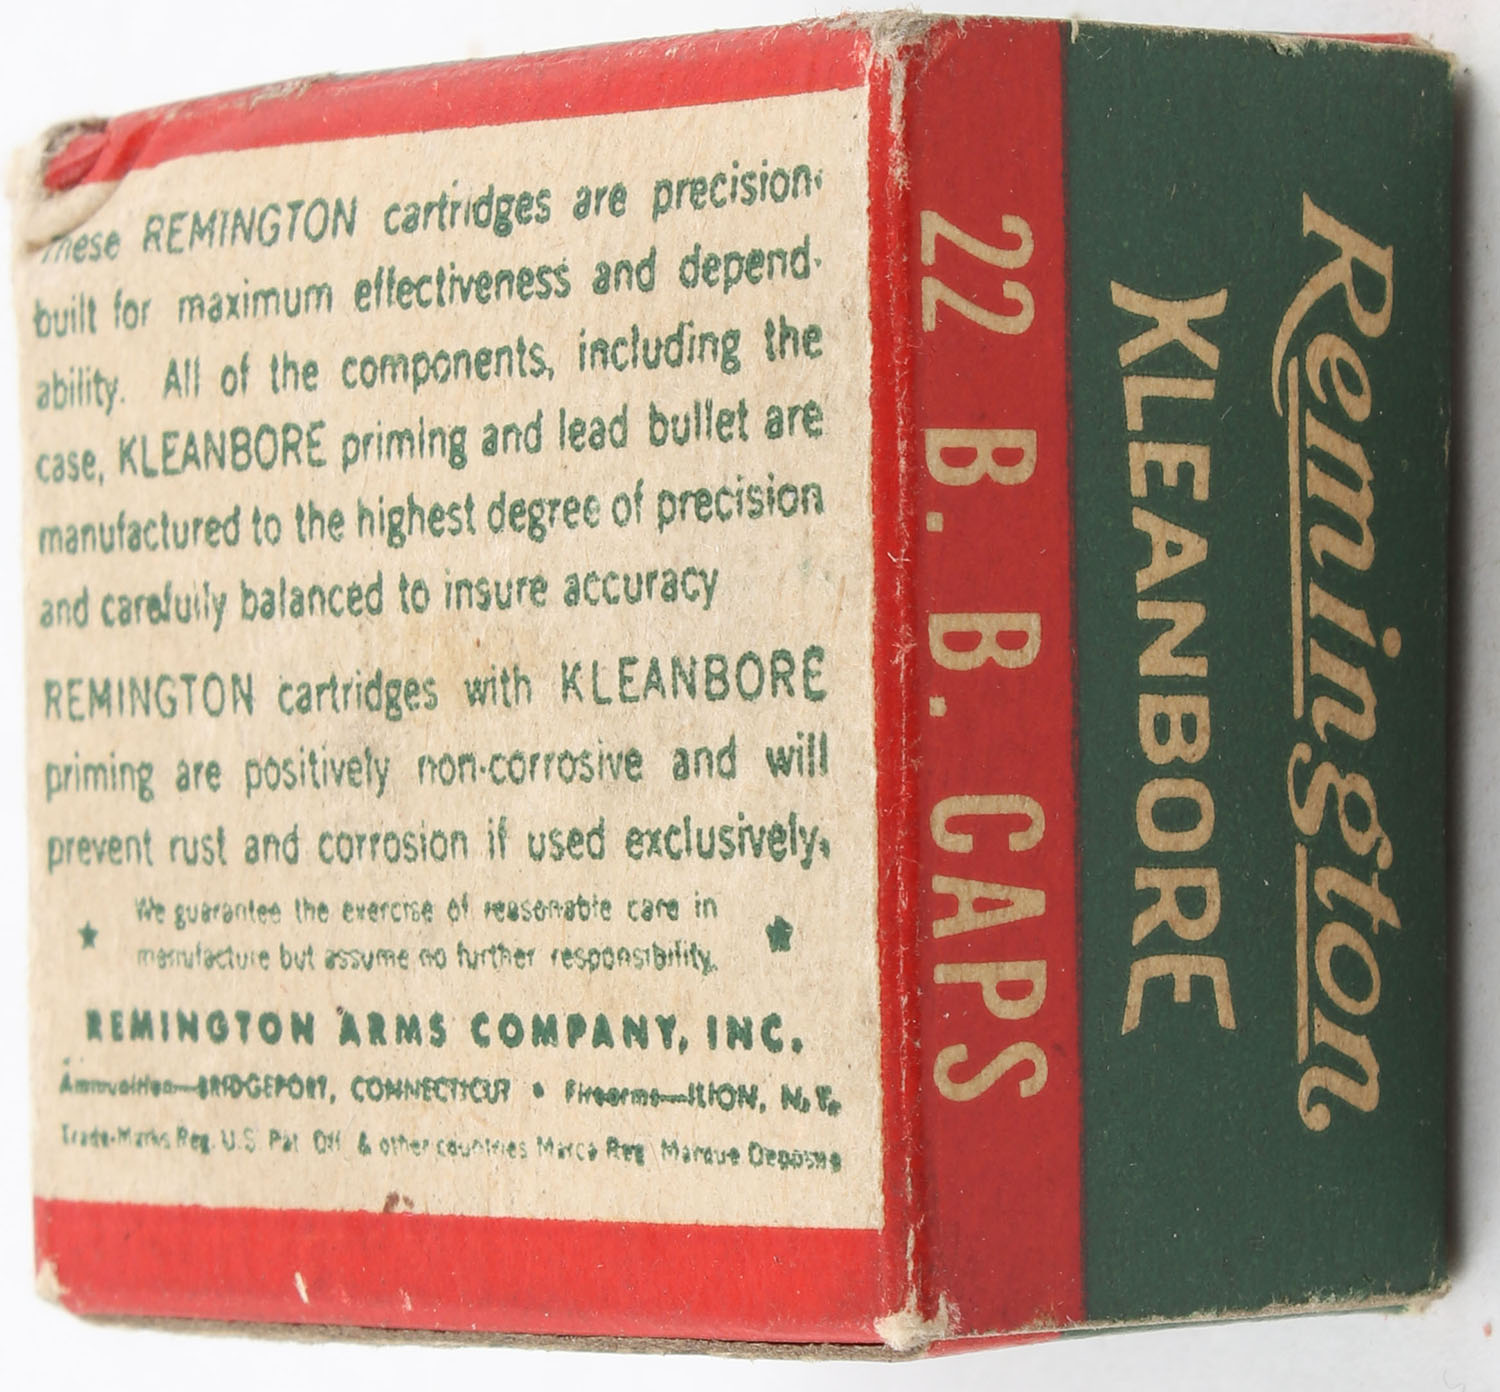 These REMINGTON cartridges are precision-
built for maximum effectiveness and depend-
ability. All of the components, including the
case, KLEANBORE priming and lead bullet are
manufactured to the highest degree of precision
and carefully balanced to insure accuracy
REMINGTON cartridges with KLEANBORE
priming are positively non-corrosive and will
prevent rust and corrosion if used exclusively.
We guarantee the exercise of reasonable care in
manufacture but assume no further responsibility.
REMINGTON ARMS COMPANY, INC.
Ammunition—BRIDGEPORT, CONNECTICUT • Firearms—ILION, N.Y.
Trade-Marks Reg. U.S. Pat. Off. & other countries Marca Reg Marque Deposee
22 B. B. CAPS
KLEANBORE
Remington